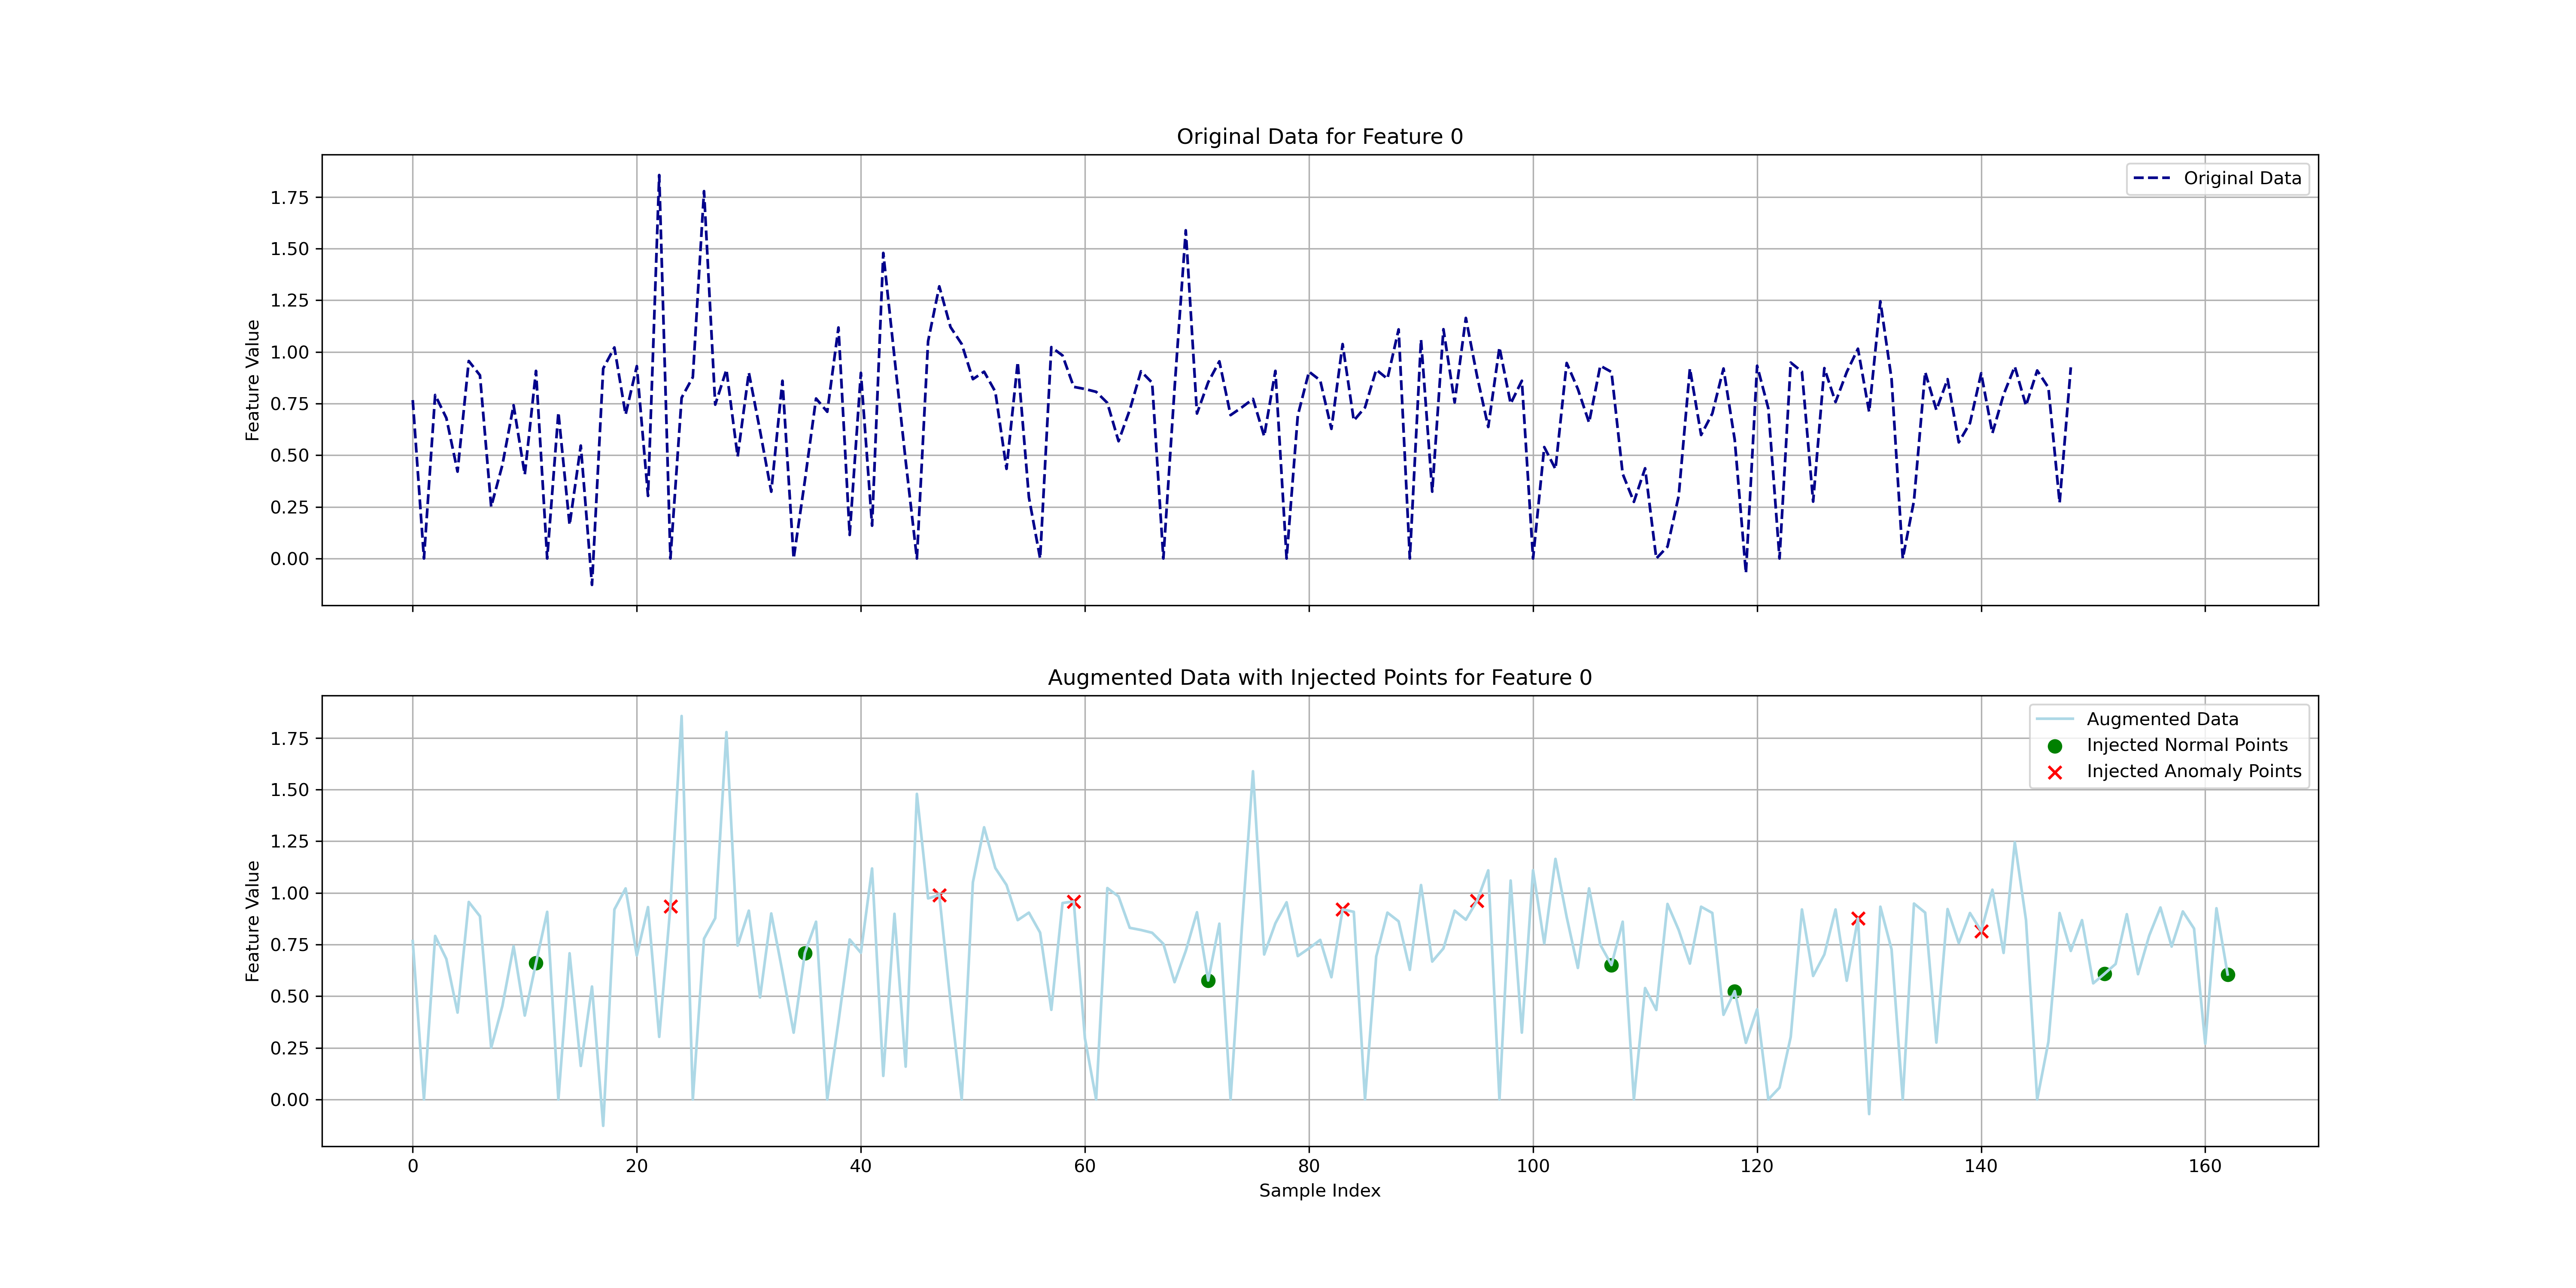 Original Data for Feature 0
Original Data
1.75
1.50
1.25
1.00
0.75
0.50
0.25
0.00
Feature Value
Augmented Data with Injected Points for Feature 0
Augmented Data
Injected Normal Points
Injected Anomaly Points
1.75
1.50
1.25
1.00
0.75
0.50
0.25
0.00
Feature Value
0 20 40 60 80 100 120 140 160
Sample Index